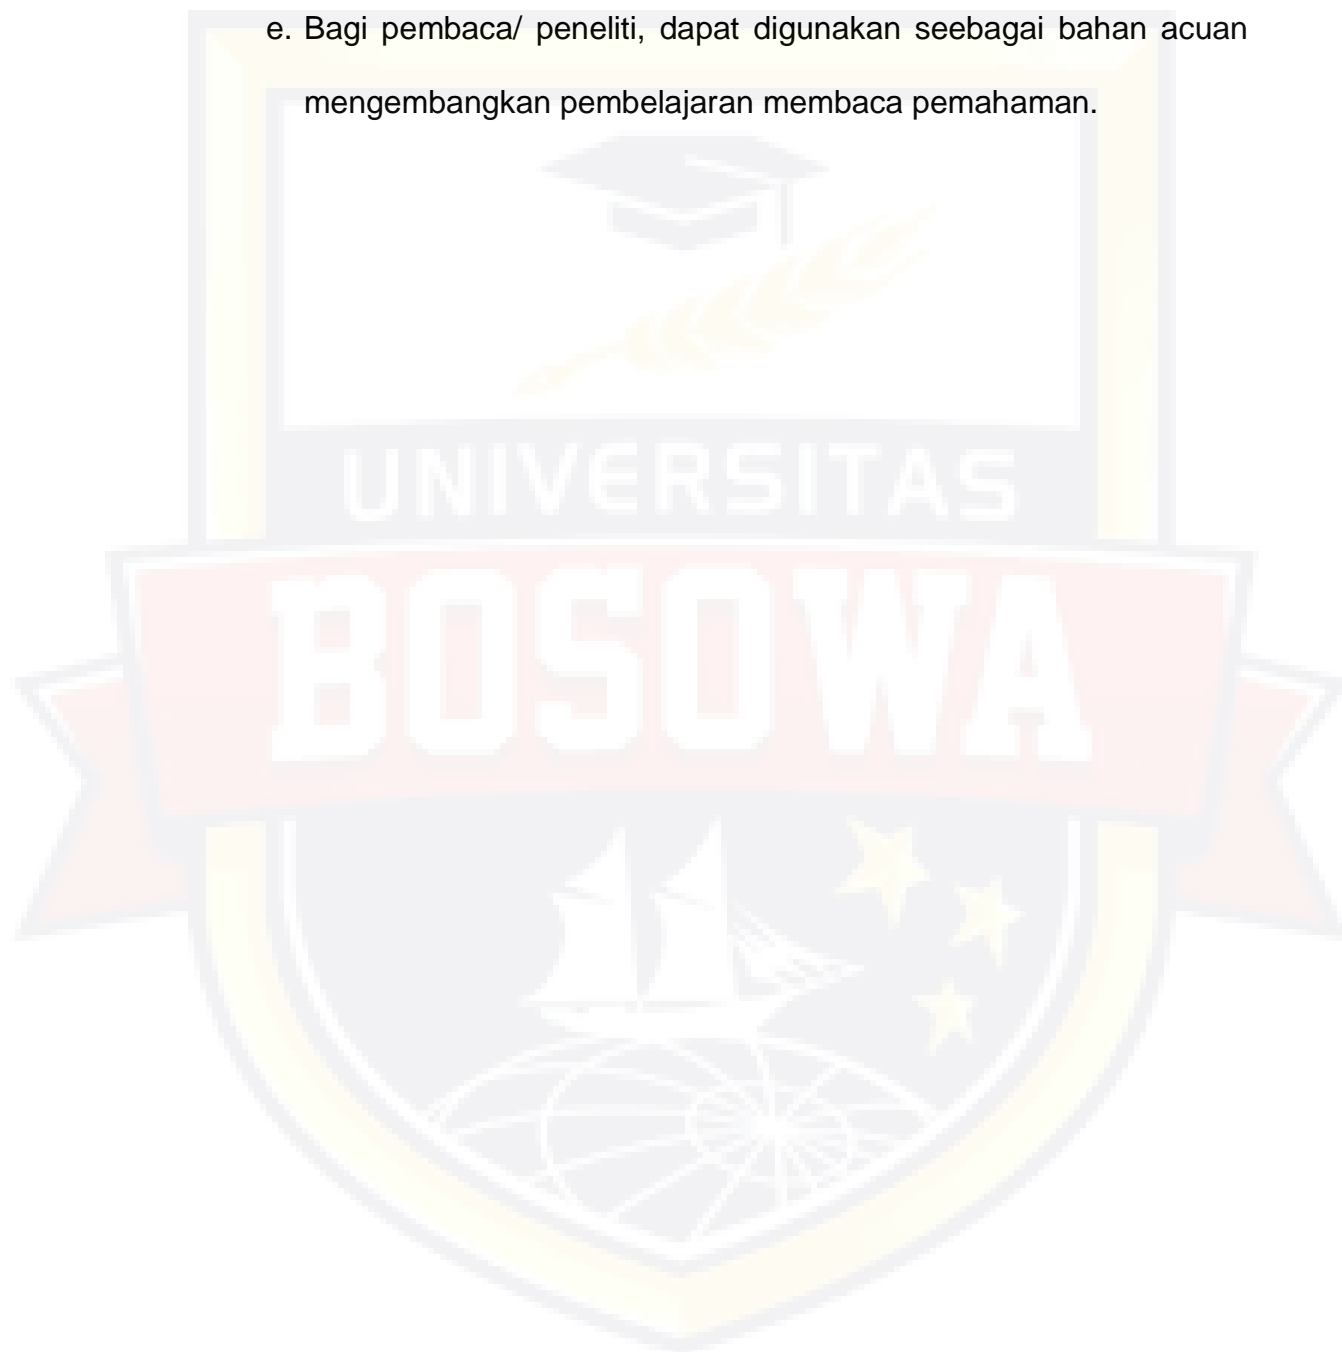 e. Bagi pembaca/ peneliti, dapat digunakan seebagai bahan acuan
mengembangkan pembelajaran membaca pemahaman.
UNIVERSITAS
BOSOWA